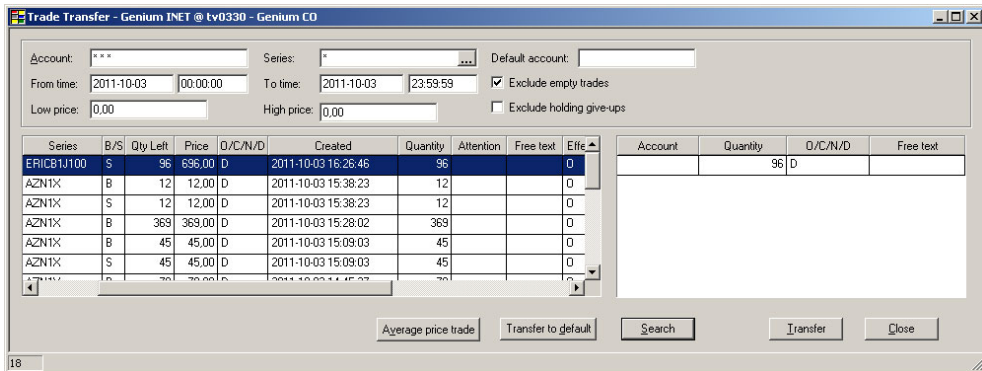 Trade Transfer - Genium INET @ tv0330 - Genium CO
Account: * * * Series: * ... Default account:
From time: 2011-10-03 00:00:00 To time: 2011-10-03 23:59:59 Exclude empty trades
Low price: 0,00 High price: 0,00 Exclude holding give-ups
Series B/S Qty Left Price O/C/N/D Created Quantity Attention Free text Effe Account Quantity O/C/N/D Free text
ERICB1J100 S 96 696,00 D 2011-10-03 16:26:46 96 O 96 D
AZN1X B 12 12,00 D 2011-10-03 15:38:23 12 O
AZN1X S 12 12,00 D 2011-10-03 15:38:23 12 O
AZN1X B 369 369,00 D 2011-10-03 15:28:02 369 O
AZN1X B 45 45,00 D 2011-10-03 15:09:03 45 O
AZN1X S 45 45,00 D 2011-10-03 15:09:03 45 O
Average price trade Transfer to default Search Transfer Close
18